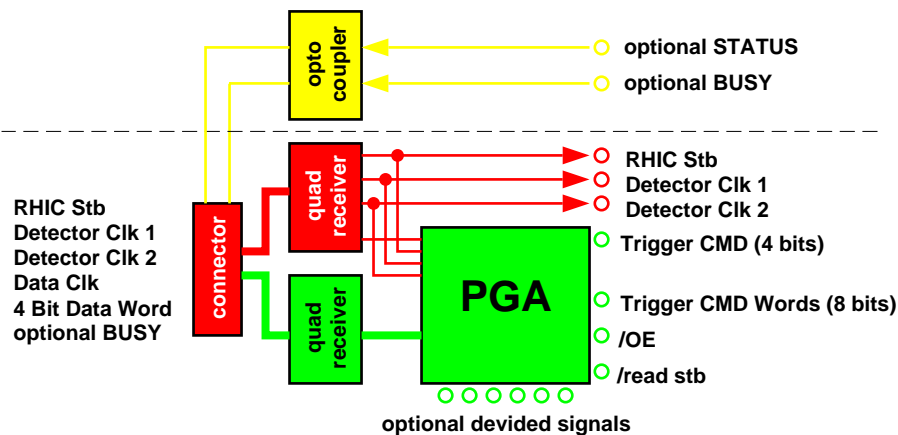 opto
coupler
optional STATUS
optional BUSY
RHIC Stb
Detector Clk 1
Detector Clk 2
Data Clk
4 Bit Data Word
optional BUSY
connector
quad
receiver
quad
receiver
PGA
RHIC Stb
Detector Clk 1
Detector Clk 2
Trigger CMD (4 bits)
Trigger CMD Words (8 bits)
/OE
/read stb
optional devided signals